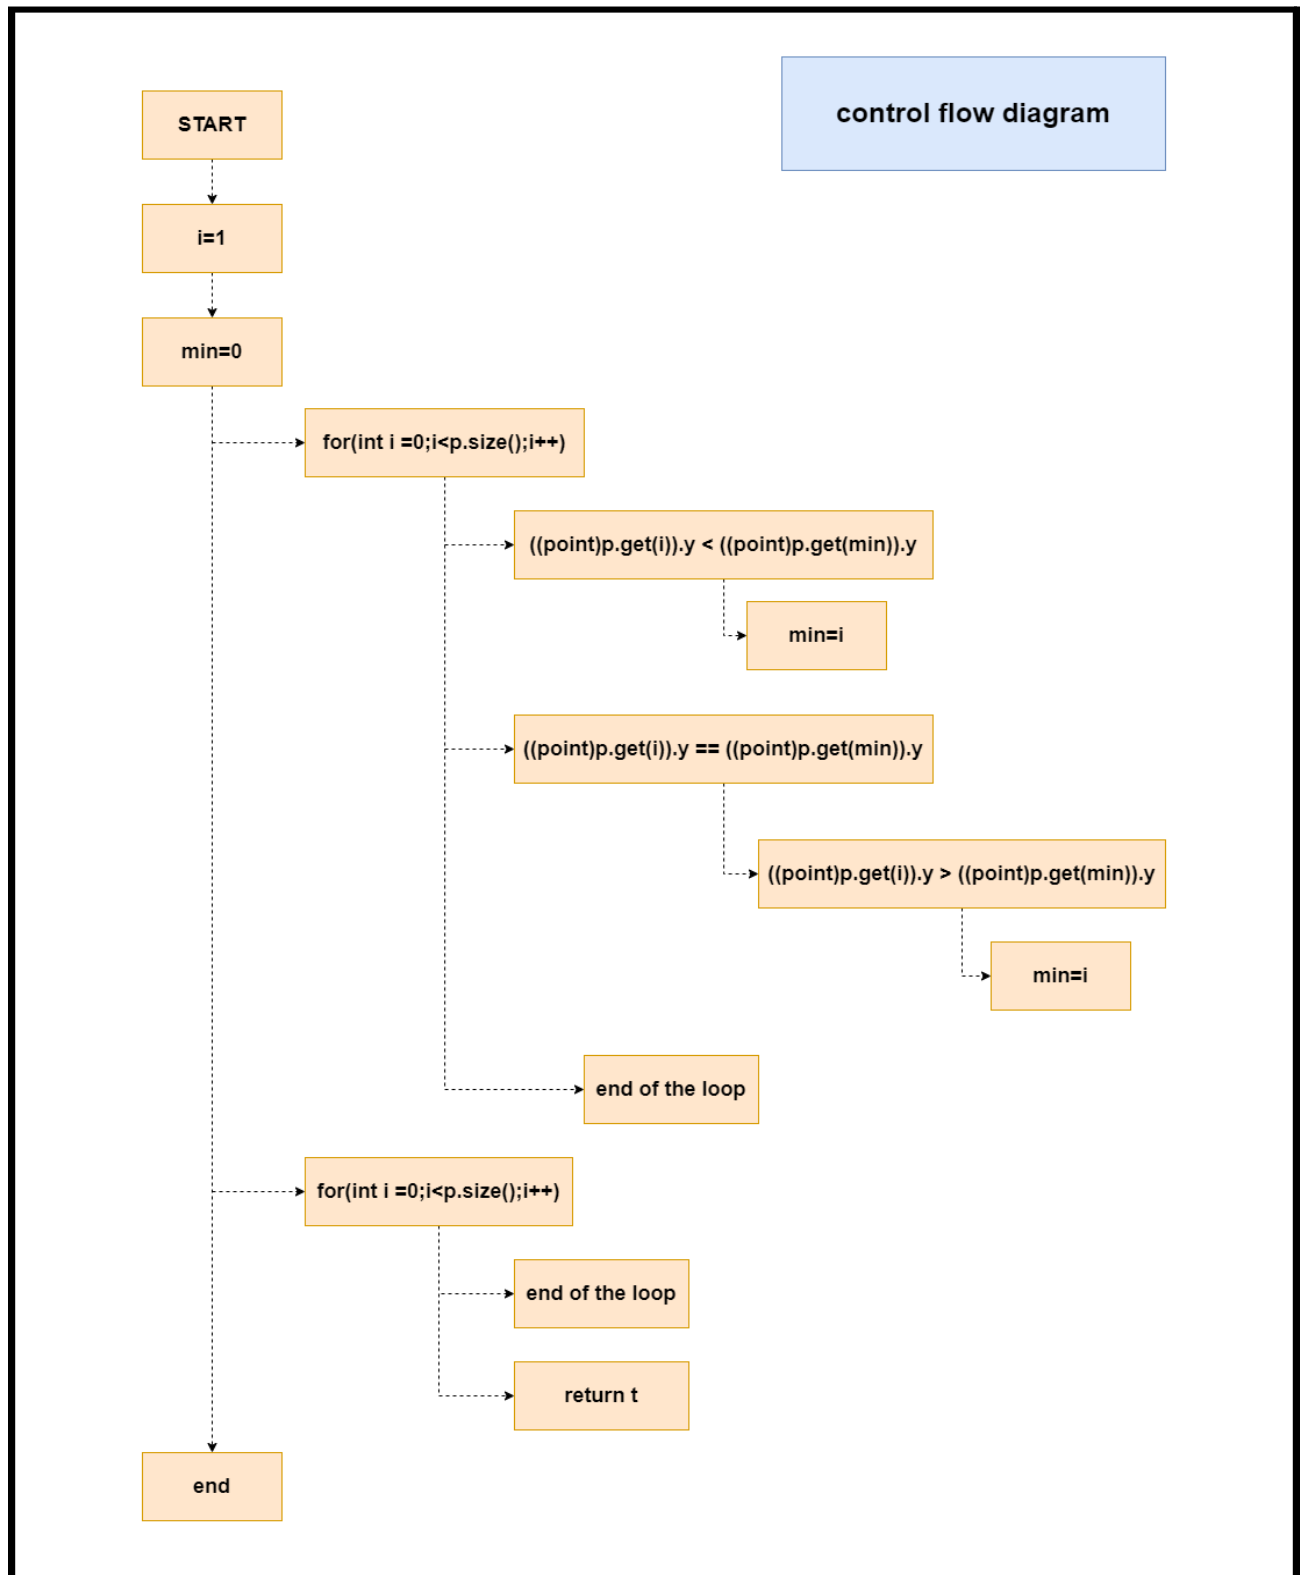 control flow diagram
START
i=1
min=0
for(int i =0;i<p.size();i++)
((point)p.get(i)).y < ((point)p.get(min)).y
min=i
((point)p.get(i)).y == ((point)p.get(min)).y
((point)p.get(i)).y > ((point)p.get(min)).y
min=i
end of the loop
for(int i =0;i<p.size();i++)
end of the loop
return t
end